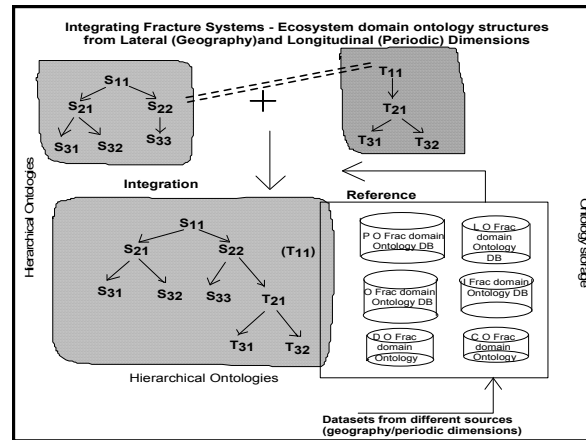 Integrating Fracture Systems - Ecosystem domain ontology structures
from Lateral (Geography)and Longitudinal (Periodic) Dimensions
S11
S21 S22
S31 S32 S33
+
T11
T21
T31 T32
Hierarchical Ontologies
Integration
Reference
S11
S21 S22 (T11)
S31 S32 S33 T21
T31 T32
Hierarchical Ontologies
P O Frac domain
Ontology DB
L O Frac
domain
Ontology
DB
O Frac domain
Ontology DB
I Frac domain
Ontology DB
D O Frac
domain
Ontology
C O Frac
domain
Ontology
Ontology storage
Datasets from different sources
(geography/periodic dimensions)